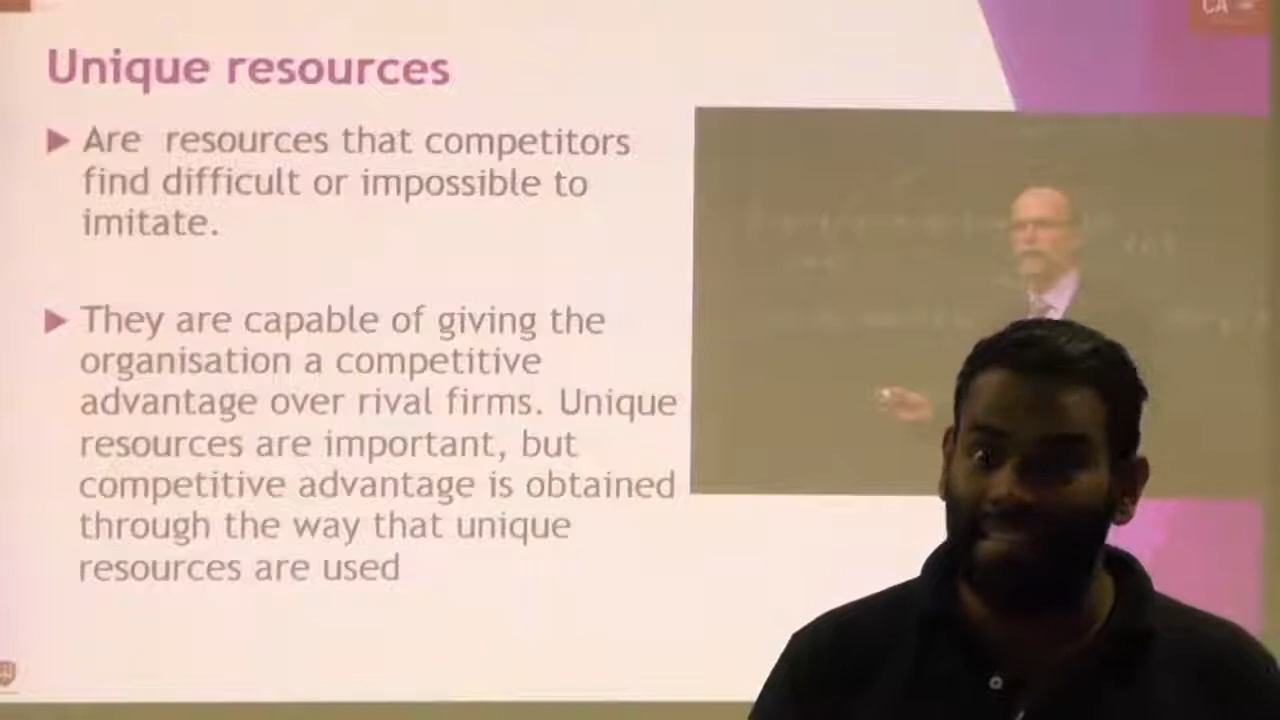 CA
Unique resources
Are resources that competitors
find difficult or impossible to
imitate.
They are capable of giving the
organisation a competitive
advantage over rival firms. Unique
resources are important, but
competitive advantage is obtained
through the way that unique
resources are used